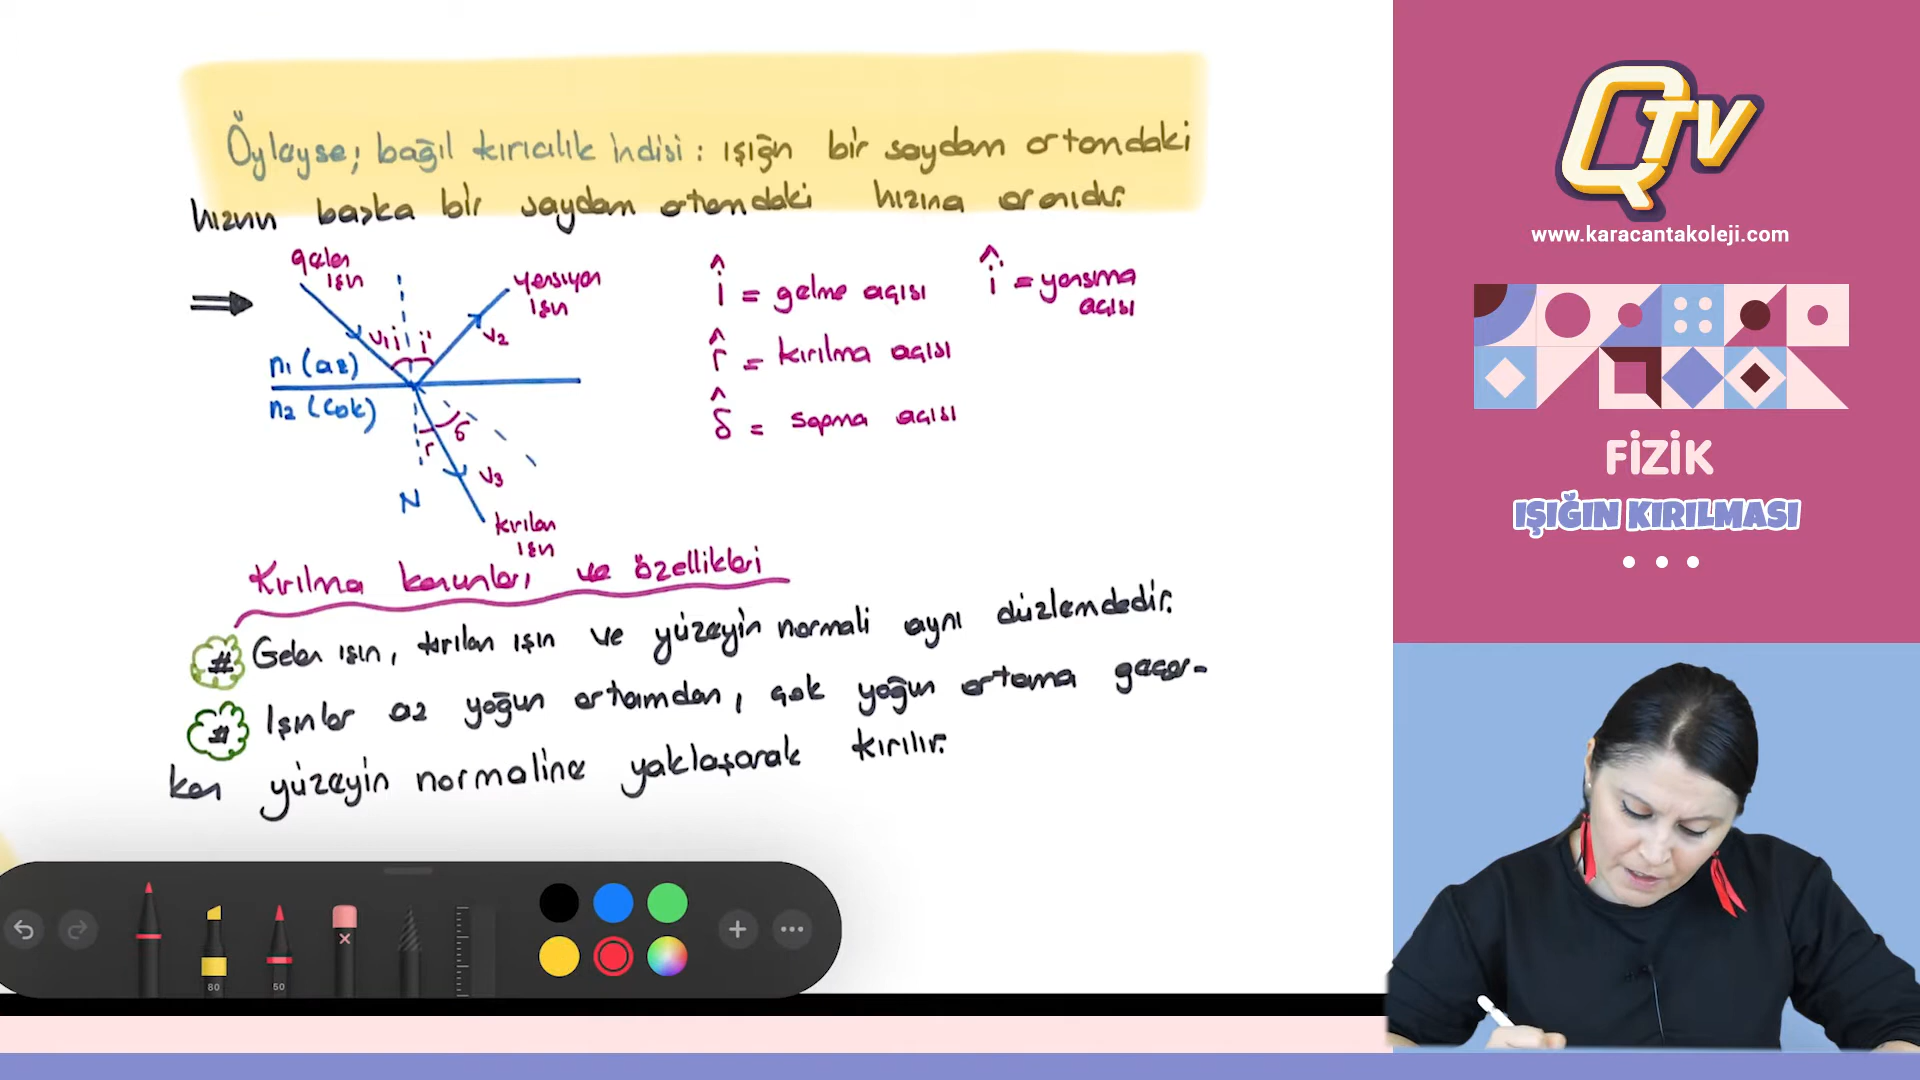 Öyleyse; bağıl kırıcılık indisi: ışığın bir saydam ortamdaki
hızının başka bir saydam ortamdaki hızına oranıdır.
gelen
ışın
yansıyan
ışın
v1
i
i'
v2
n1 (az)
n2 (çok)
r
δ
v3
N
kırılan
ışın
î = gelme açısı
î' = yansıma
açısı
r̂ = kırılma açısı
δ̂ = sapma açısı
Kırılma kanunları ve özellikleri
# Gelen ışın, kırılan ışın ve yüzeyin normali aynı düzlemdedir.
# Işınlar az yoğun ortamdan, çok yoğun ortama geçer-
ken yüzeyin normaline yaklaşarak kırılır.
80
50
QTV
www.karacantakoleji.com
FİZİK
IŞIĞIN KIRILMASI